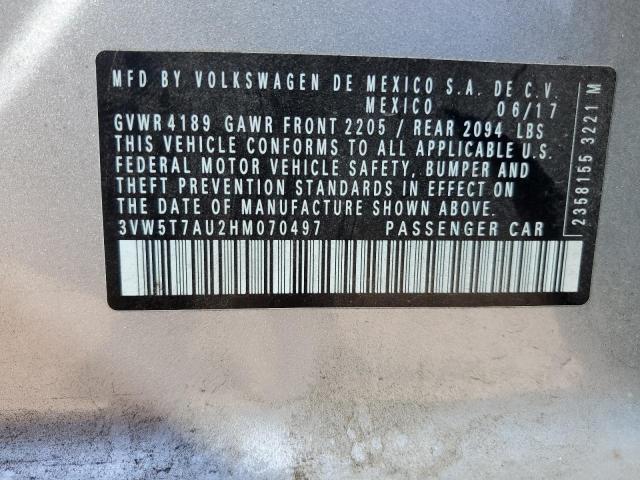 MFD BY VOLKSWAGEN DE MEXICO S.A. DE C.V.
MEXICO 06/17
GVWR 4189 GAWR FRONT 2205 / REAR 2094 LBS
THIS VEHICLE CONFORMS TO ALL APPLICABLE U.S.
FEDERAL MOTOR VEHICLE SAFETY, BUMPER AND
THEFT PREVENTION STANDARDS IN EFFECT ON
THE DATE OF MANUFACTURE SHOWN ABOVE.
3VW5T7AU2HM070497 PASSENGER CAR
2358155 3221 M